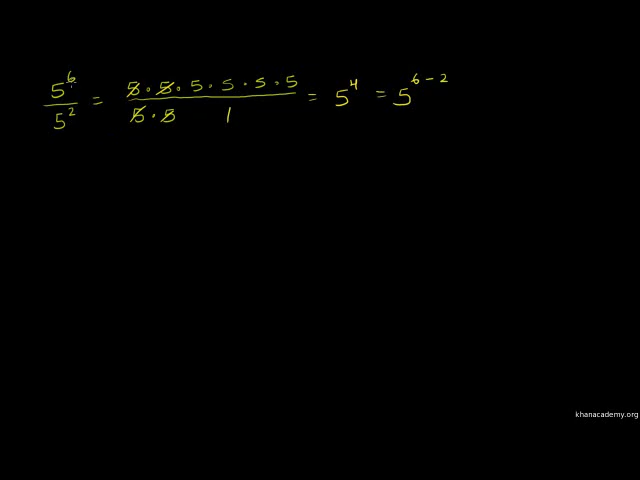 5^6 / 5^2 = 5 · 5 · 5 · 5 · 5 · 5 / 5 · 5 1 = 5^4 = 5^(6-2)
khanacademy.org